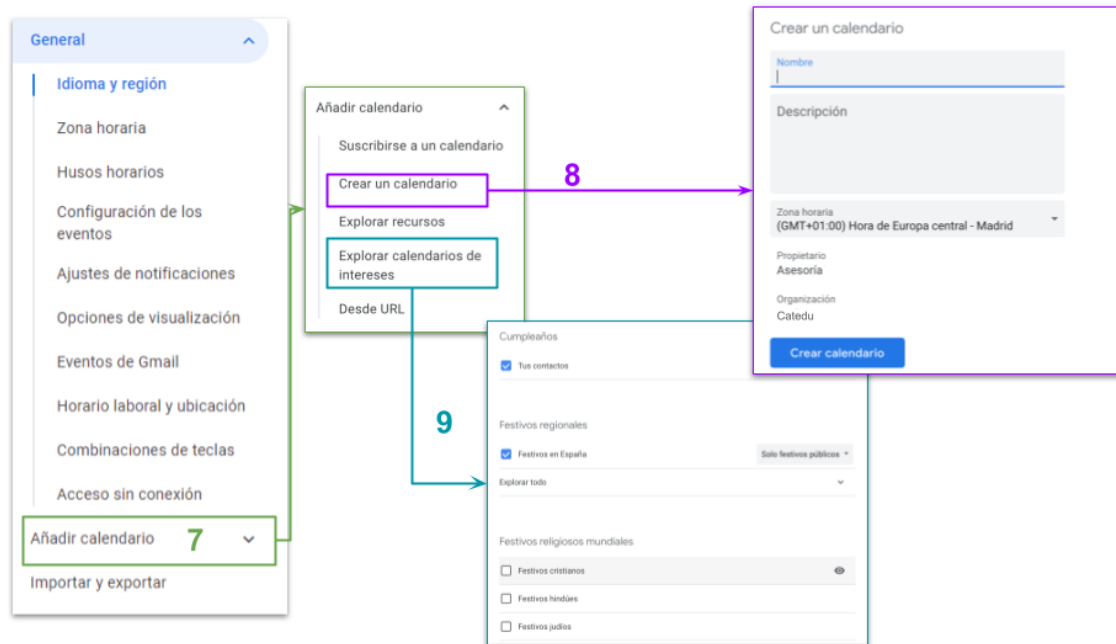 General
Idioma y región
Zona horaria
Husos horarios
Configuración de los
eventos
Ajustes de notificaciones
Opciones de visualización
Eventos de Gmail
Horario laboral y ubicación
Combinaciones de teclas
Acceso sin conexión
Añadir calendario
7
Importar y exportar
Añadir calendario
Suscribirse a un calendario
Crear un calendario
Explorar recursos
Explorar calendarios de
intereses
Desde URL
8
Crear un calendario
Nombre
Descripción
Zona horaria
(GMT+01:00) Hora de Europa central - Madrid
Propietario
Asesoría
Organización
Catedu
Crear calendario
9
Cumpleaños
Tus contactos
Festivos regionales
Festivos en España
Solo festivos públicos
Explorar todo
Festivos religiosos mundiales
Festivos cristianos
Festivos hindúes
Festivos judíos